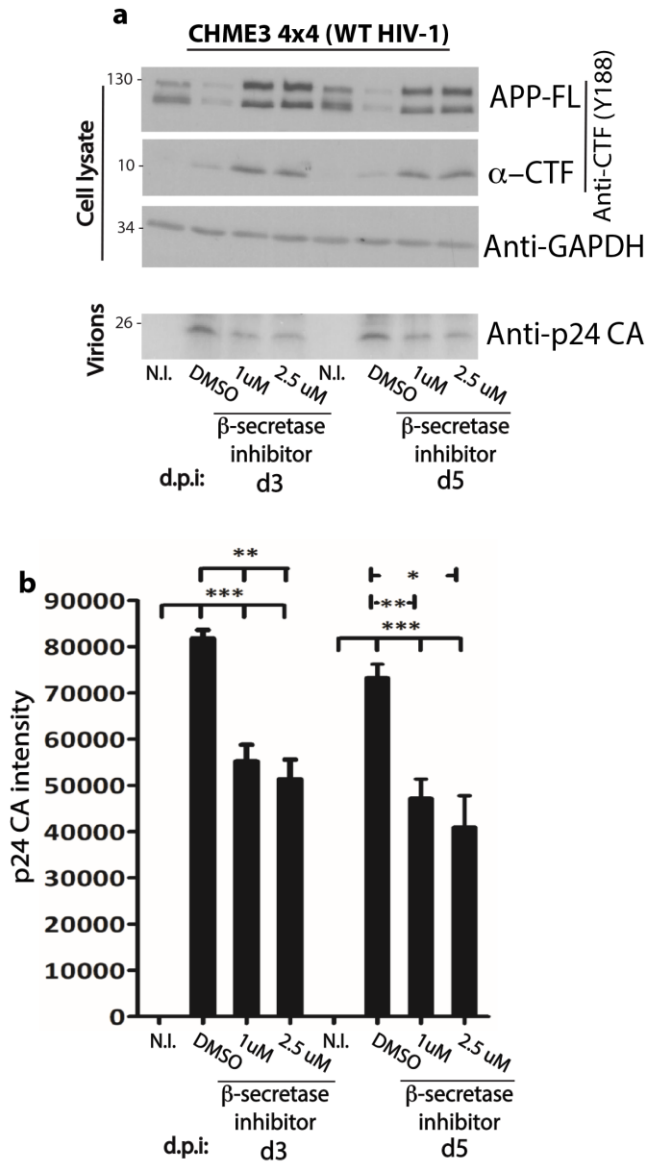 a
CHME3 4x4 (WT HIV-1)
130 -
APP-FL
10 -
α–CTF
Anti-CTF (Y188)
34 -
Anti-GAPDH
Cell lysate
26 -
Anti-p24 CA
Virions
N.I. DMSO 1uM 2.5 uM N.I. DMSO 1uM 2.5 uM
β-secretase β-secretase
inhibitor inhibitor
d.p.i: d3 d5
b
** *
**
*** ***
90000
80000
70000
60000
50000
40000
30000
20000
10000
0
p24 CA intensity
N.I. DMSO 1uM 2.5 uM N.I. DMSO 1uM 2.5 uM
β-secretase β-secretase
inhibitor inhibitor
d.p.i: d3 d5